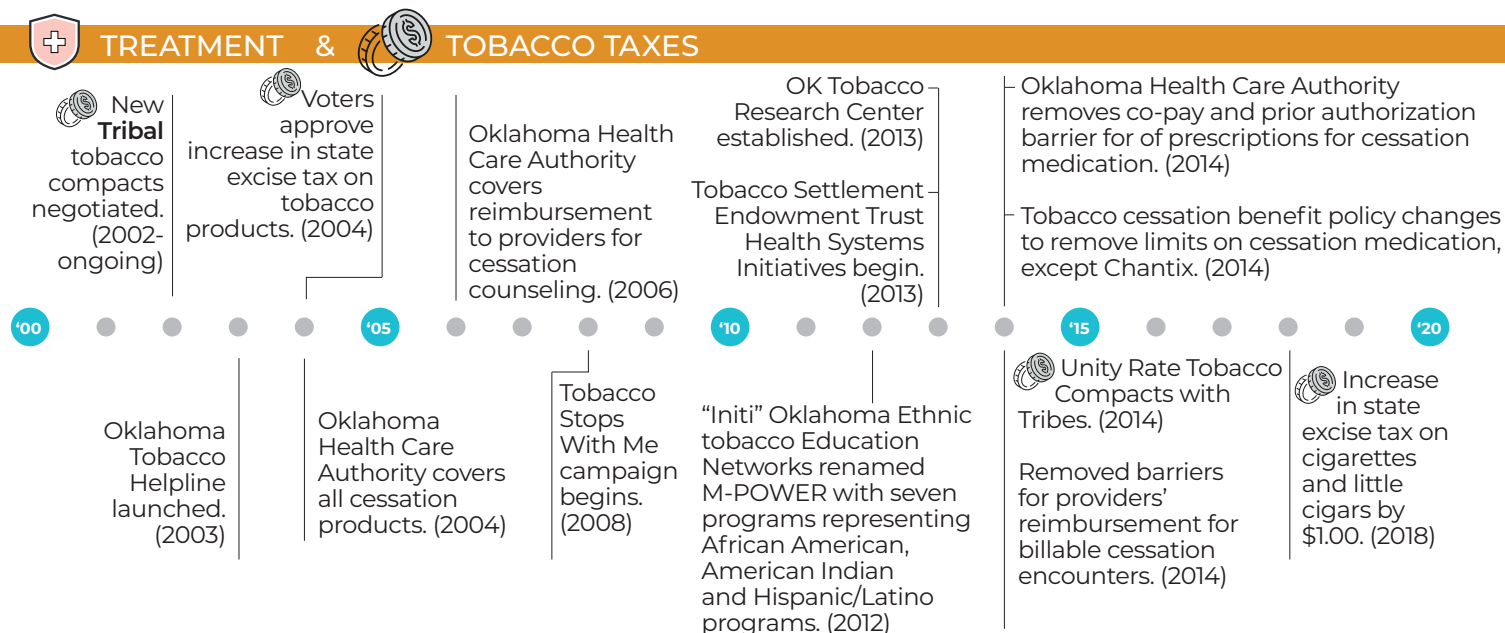 TREATMENT & TOBACCO TAXES
New
Tribal
tobacco
compacts
negotiated.
(2002-
ongoing)
Voters
approve
increase in state
excise tax on
tobacco
products. (2004)
Oklahoma Health
Care Authority
covers
reimbursement
to providers for
cessation
counseling. (2006)
OK Tobacco
Research Center
established. (2013)
Tobacco Settlement
Endowment Trust
Health Systems
Initiatives begin.
(2013)
Oklahoma Health Care Authority
removes co-pay and prior authorization
barrier for of prescriptions for cessation
medication. (2014)
Tobacco cessation benefit policy changes
to remove limits on cessation medication,
except Chantix. (2014)
‘00 ‘05 ‘10 ‘15 ‘20
Oklahoma
Tobacco
Helpline
launched.
(2003)
Oklahoma
Health Care
Authority covers
all cessation
products. (2004)
Tobacco
Stops
With Me
campaign
begins.
(2008)
“Initi” Oklahoma Ethnic
tobacco Education
Networks renamed
M-POWER with seven
programs representing
African American,
American Indian
and Hispanic/Latino
programs. (2012)
Unity Rate Tobacco
Compacts with
Tribes. (2014)
Removed barriers
for providers’
reimbursement for
billable cessation
encounters. (2014)
Increase
in state
excise tax on
cigarettes
and little
cigars by
$1.00. (2018)